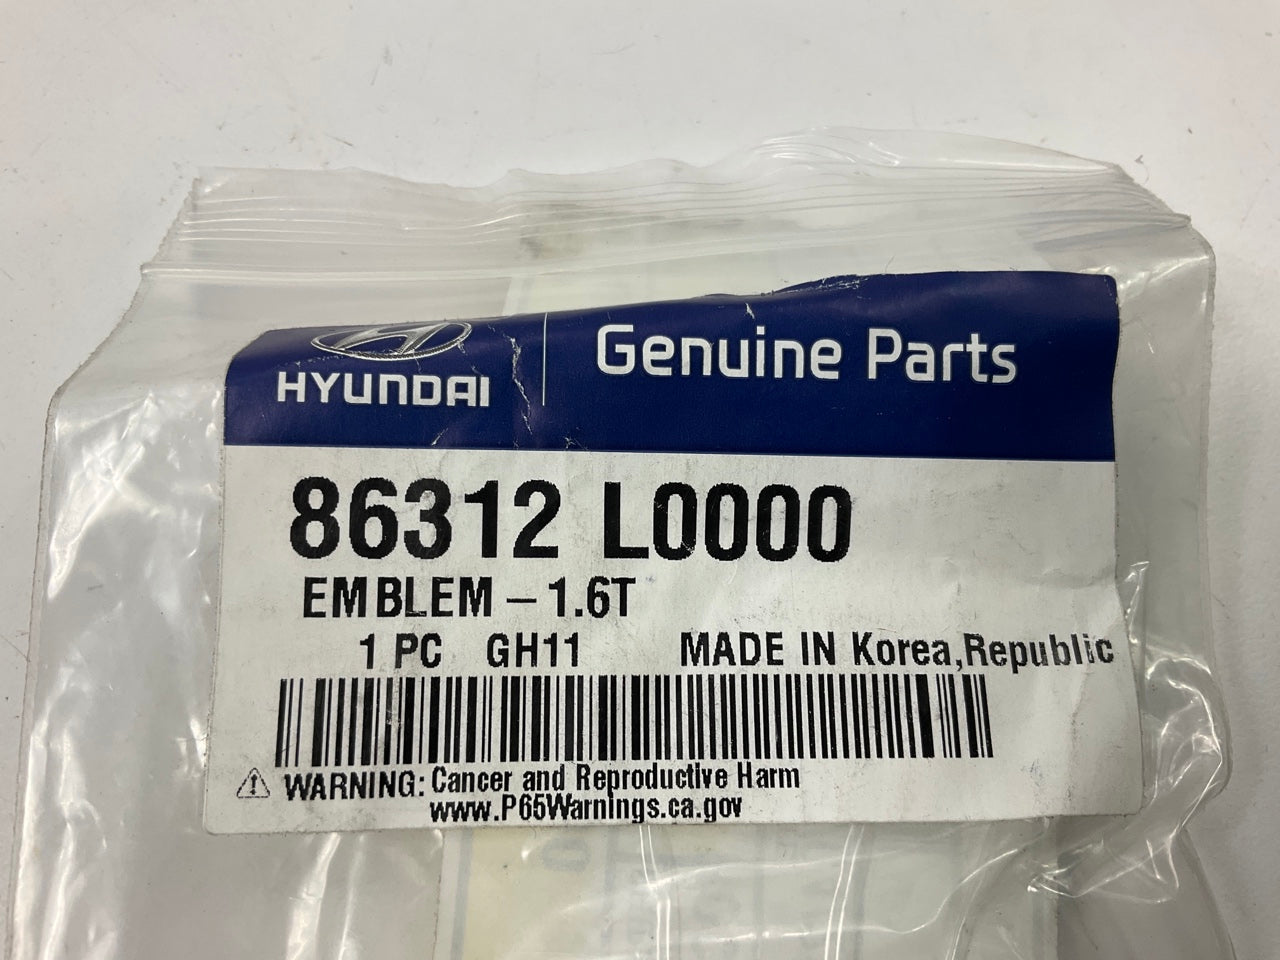 HYUNDAI
Genuine Parts
86312 L0000
EMBLEM - 1.6T
1 PC GH11 MADE IN Korea,Republic
WARNING: Cancer and Reproductive Harm
www.P65Warnings.ca.gov